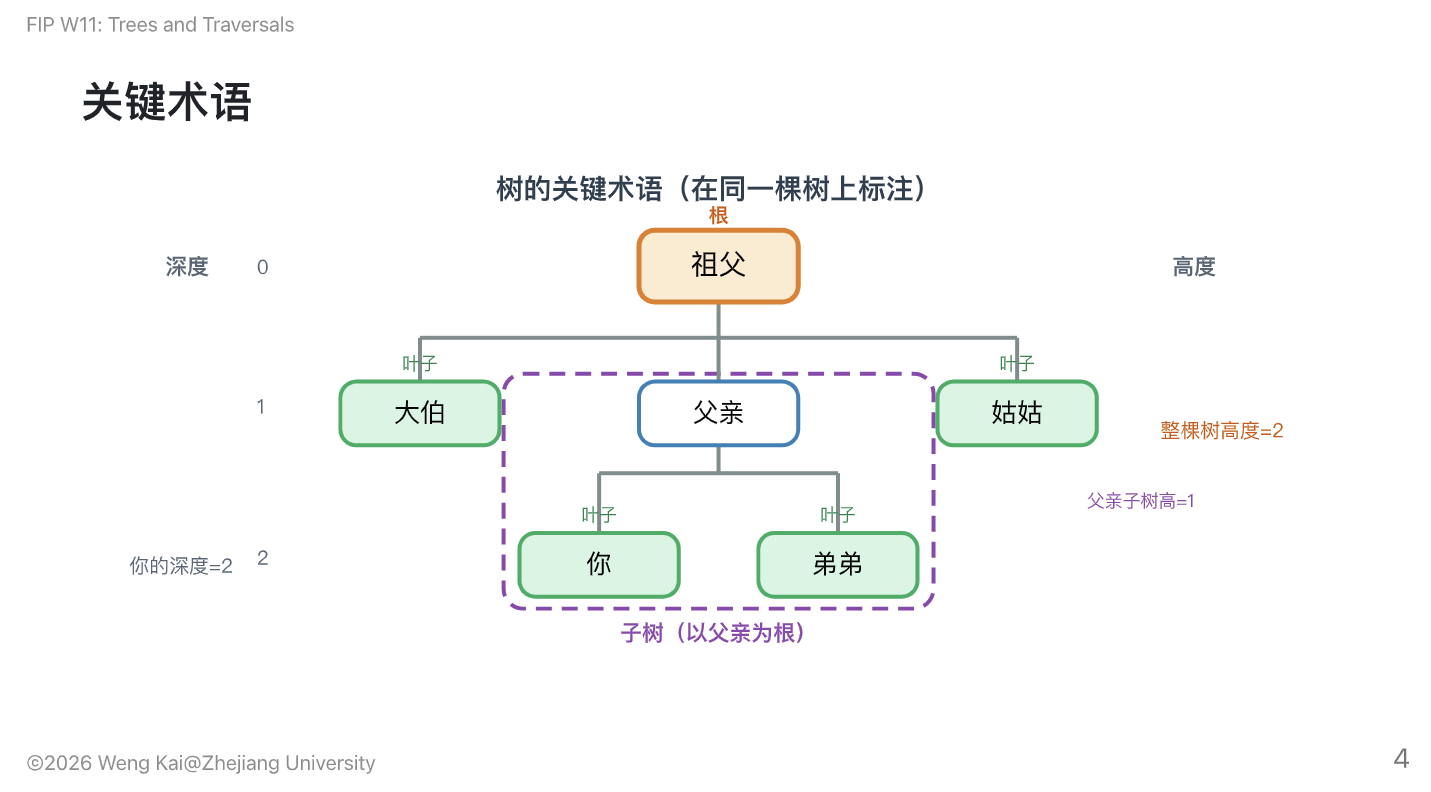 FIP W11: Trees and Traversals
关键术语
树的关键术语（在同一棵树上标注）
根
深度
0
祖父
高度
叶子
叶子
1
大伯
父亲
姑姑
整棵树高度=2
父亲子树高=1
叶子
叶子
你的深度=2
2
你
弟弟
子树（以父亲为根）
©2026 Weng Kai@Zhejiang University
4